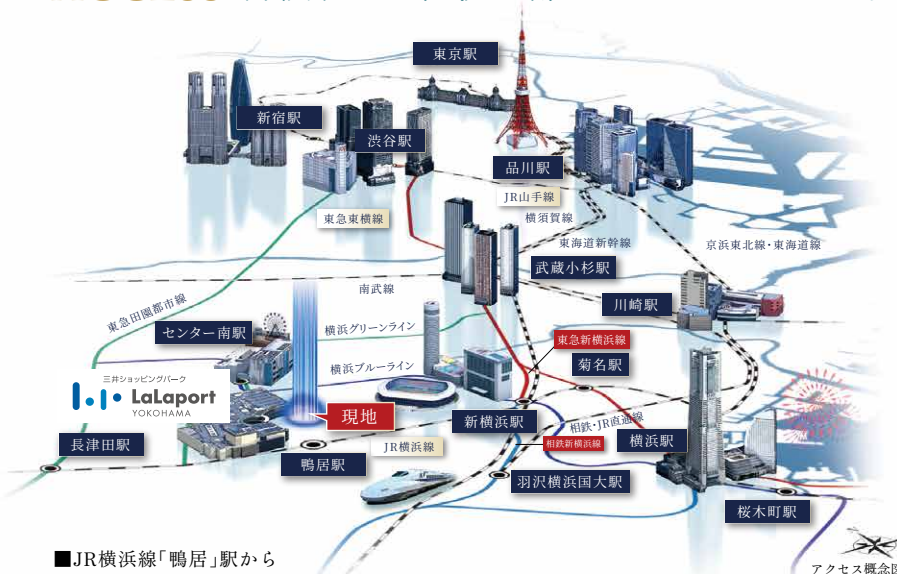 東京駅
新宿駅
渋谷駅
品川駅
JR山手線
東急東横線
横須賀線
東海道新幹線
京浜東北線・東海道線
武蔵小杉駅
南武線
川崎駅
東急田園都市線
センター南駅
横浜グリーンライン
東急新横浜線
菊名駅
横浜ブルーライン
三井ショッピングパーク
LaLaport
YOKOHAMA
現地
新横浜駅
相鉄・JR直通線
横浜駅
長津田駅
JR横浜線
相鉄新横浜線
鴨居駅
羽沢横浜国大駅
桜木町駅
■JR横浜線「鴨居」駅から
アクセス概念図